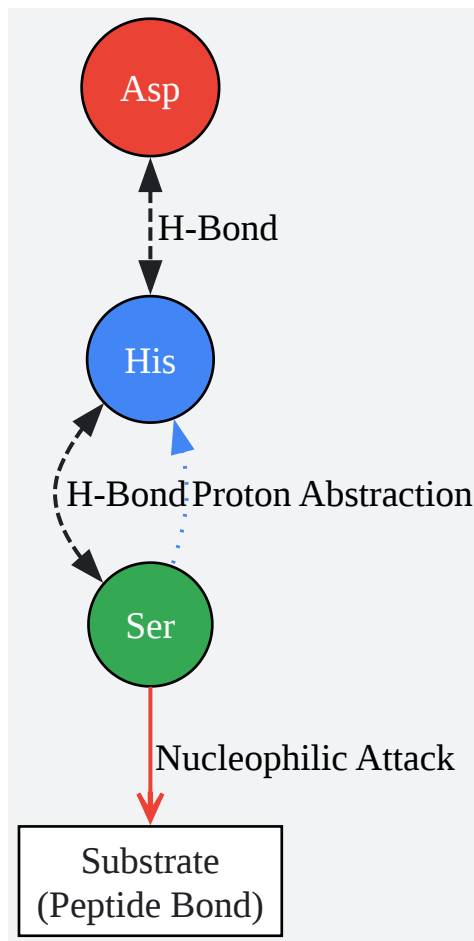 Asp
H-Bond
His
H-Bond Proton Abstraction
Ser
Nucleophilic Attack
Substrate
(Peptide Bond)